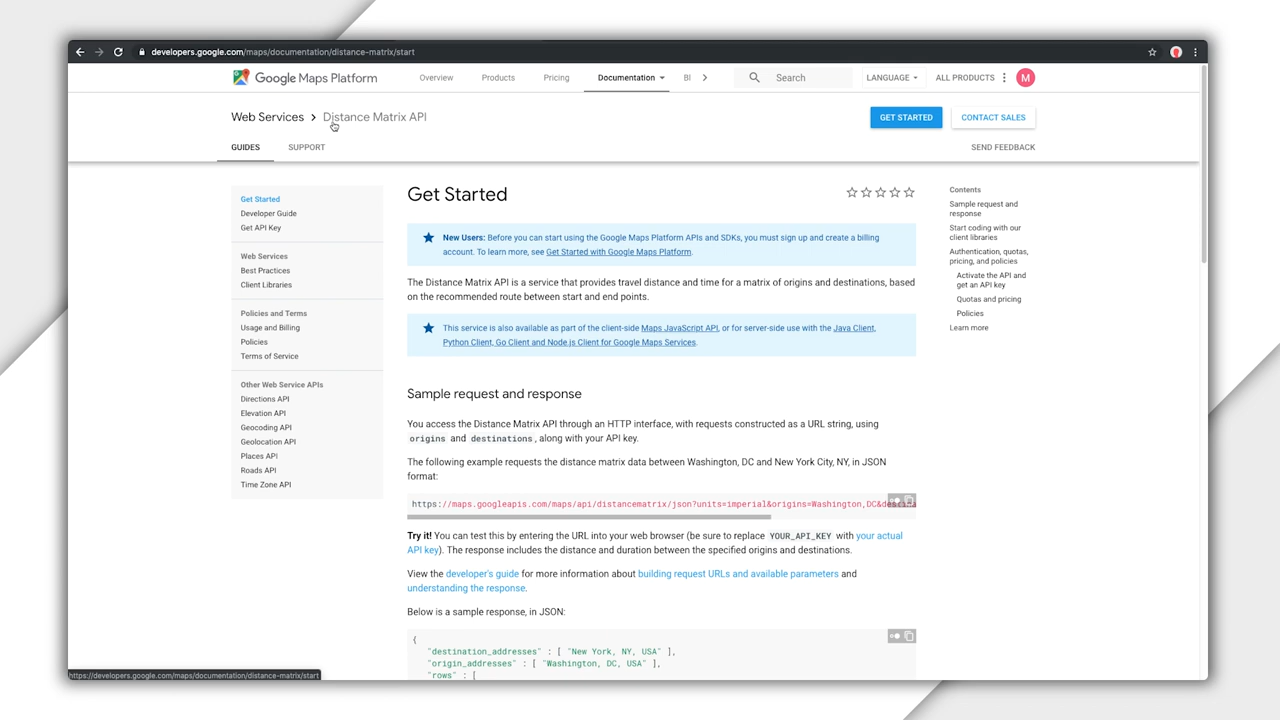 developers.google.com/maps/documentation/distance-matrix/start
Google Maps Platform
Overview
Products
Pricing
Documentation
Bl
Search
LANGUAGE
ALL PRODUCTS
M
Web Services > Distance Matrix API
GET STARTED
CONTACT SALES
GUIDES
SUPPORT
SEND FEEDBACK
Get Started
Developer Guide
Get API Key
Web Services
Best Practices
Client Libraries
Policies and Terms
Usage and Billing
Policies
Terms of Service
Other Web Service APIs
Directions API
Elevation API
Geocoding API
Geolocation API
Places API
Roads API
Time Zone API
Get Started
New Users: Before you can start using the Google Maps Platform APIs and SDKs, you must sign up and create a billing
account. To learn more, see Get Started with Google Maps Platform.
The Distance Matrix API is a service that provides travel distance and time for a matrix of origins and destinations, based
on the recommended route between start and end points.
This service is also available as part of the client-side Maps JavaScript API, or for server-side use with the Java Client,
Python Client, Go Client and Node.js Client for Google Maps Services.
Sample request and response
You access the Distance Matrix API through an HTTP interface, with requests constructed as a URL string, using
origins and destinations, along with your API key.
The following example requests the distance matrix data between Washington, DC and New York City, NY, in JSON
format:
https://maps.googleapis.com/maps/api/distancematrix/json?units=imperial&origins=Washington,DC&destina
Try it! You can test this by entering the URL into your web browser (be sure to replace YOUR_API_KEY with your actual
API key). The response includes the distance and duration between the specified origins and destinations.
View the developer's guide for more information about building request URLs and available parameters and
understanding the response.
Below is a sample response, in JSON:
{
"destination_addresses" : [ "New York, NY, USA" ],
"origin_addresses" : [ "Washington, DC, USA" ],
"rows" : [
Contents
Sample request and
response
Start coding with our
client libraries
Authentication, quotas,
pricing, and policies
Activate the API and
get an API key
Quotas and pricing
Policies
Learn more
https://developers.google.com/maps/documentation/distance-matrix/start